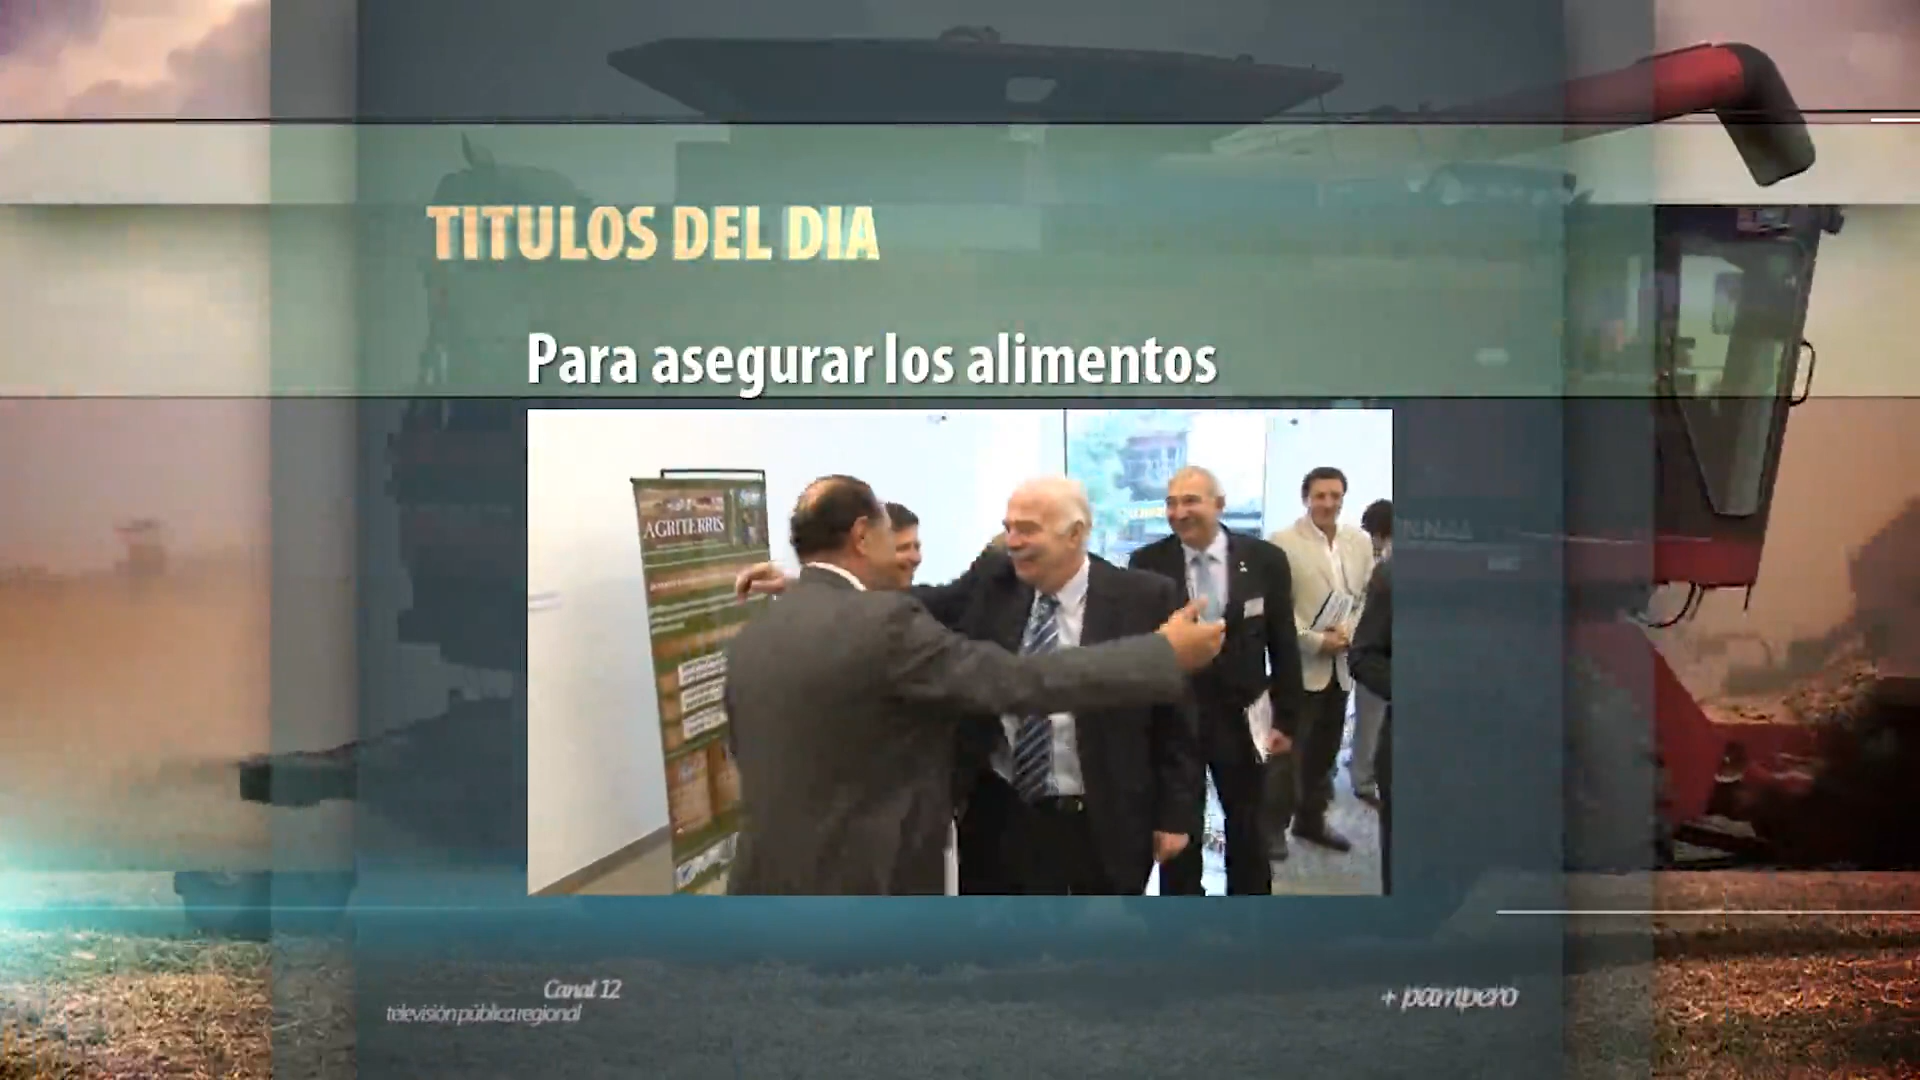 TITULOS DEL DIA
Para asegurar los alimentos
AGRITERRIS
Canal 12
televisión pública regional
+ pampero